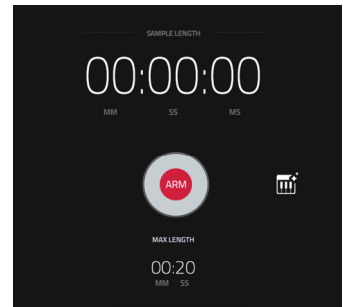 SAMPLE LENGTH
00:00:00
MM SS MS
ARM
MAX LENGTH
00:20
MM SS